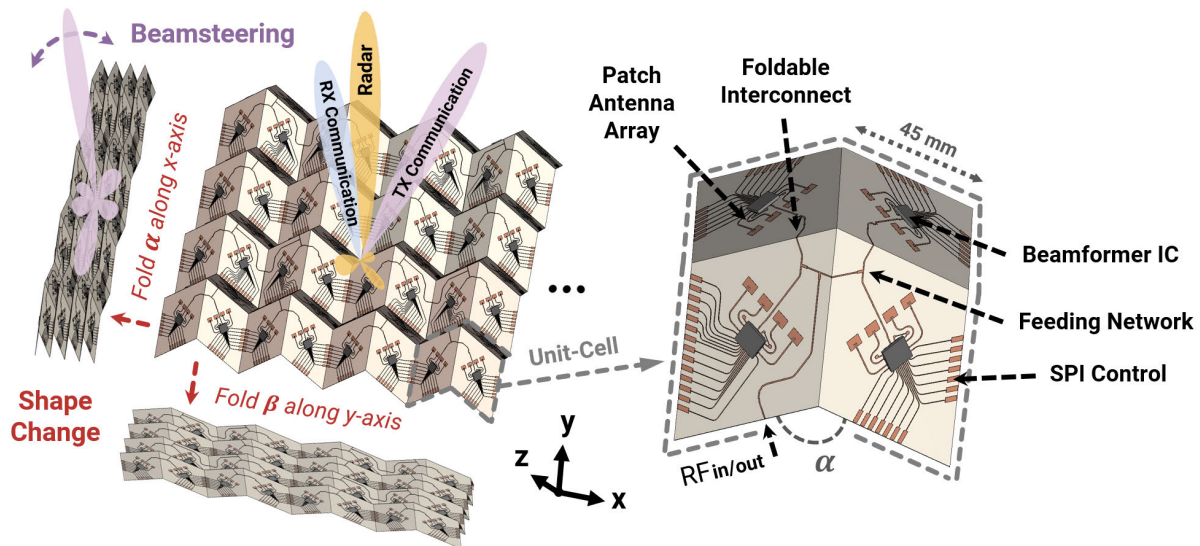 Beamsteering
RX Communication
Radar
TX Communication
Fold α along x-axis
Shape
Change
Fold β along y-axis
Unit-Cell
...
y
z
x
Patch
Antenna
Array
Foldable
Interconnect
45 mm
Beamformer IC
Feeding Network
SPI Control
RFin/out
α